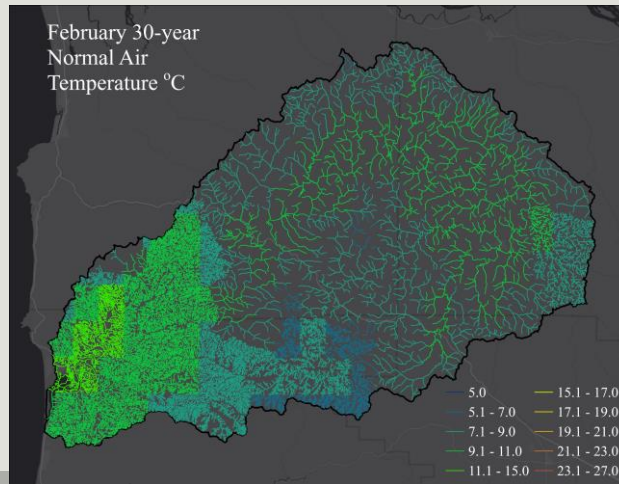 February 30-year
Normal Air
Temperature °C
5.0
5.1 - 7.0
7.1 - 9.0
9.1 - 11.0
11.1 - 15.0
15.1 - 17.0
17.1 - 19.0
19.1 - 21.0
21.1 - 23.0
23.1 - 27.0